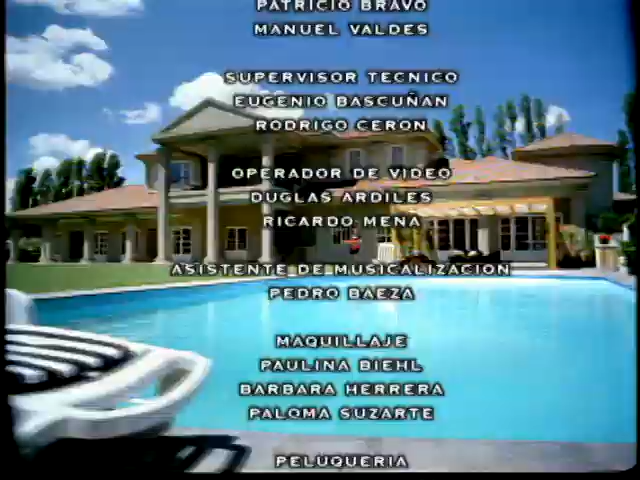 PATRICIO BRAVO
MANUEL VALDES
SUPERVISOR TECNICO
EUGENIO BASCUÑAN
RODRIGO CERON
OPERADOR DE VIDEO
DUGLAS ARDILES
RICARDO MENA
ASISTENTE DE MUSICALIZACION
PEDRO BAEZA
MAQUILLAJE
PAULINA BIEHL
BARBARA HERRERA
PALOMA SUZARTE
PELUQUERIA